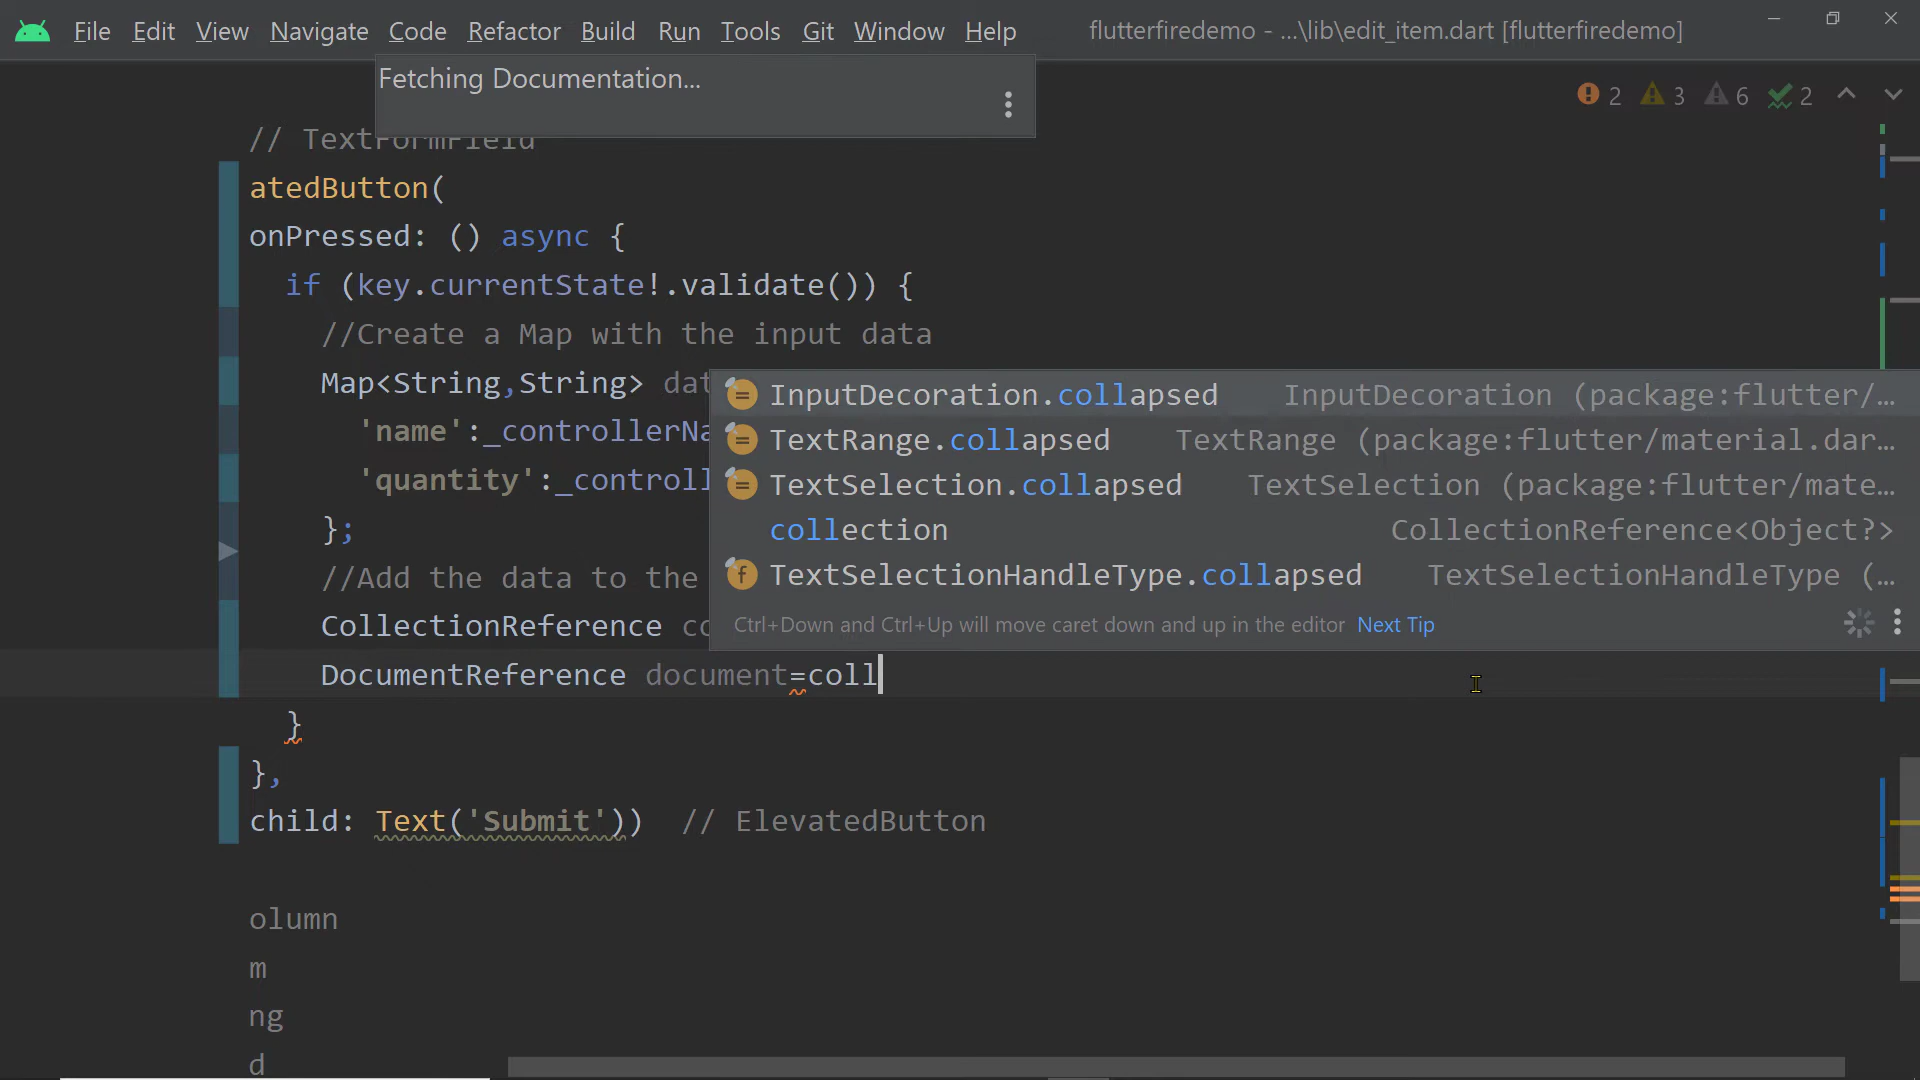 File Edit View Navigate Code Refactor Build Run Tools Git Window Help flutterfiredemo - ...\lib\edit_item.dart [flutterfiredemo]
Fetching Documentation...
2 3 6 2
// TextFormField
atedButton(
onPressed: () async {
if (key.currentState!.validate()) {
//Create a Map with the input data
Map<String,String> dat
InputDecoration.collapsed InputDecoration (package:flutter/...
'name':_controllerNa
TextRange.collapsed TextRange (package:flutter/material.dar...
'quantity':_controll
TextSelection.collapsed TextSelection (package:flutter/mate...
};
collection CollectionReference<Object?>
//Add the data to the
TextSelectionHandleType.collapsed TextSelectionHandleType (...
CollectionReference co
Ctrl+Down and Ctrl+Up will move caret down and up in the editor Next Tip
DocumentReference document=coll
}
},
child: Text('Submit')) // ElevatedButton
olumn
m
ng
d